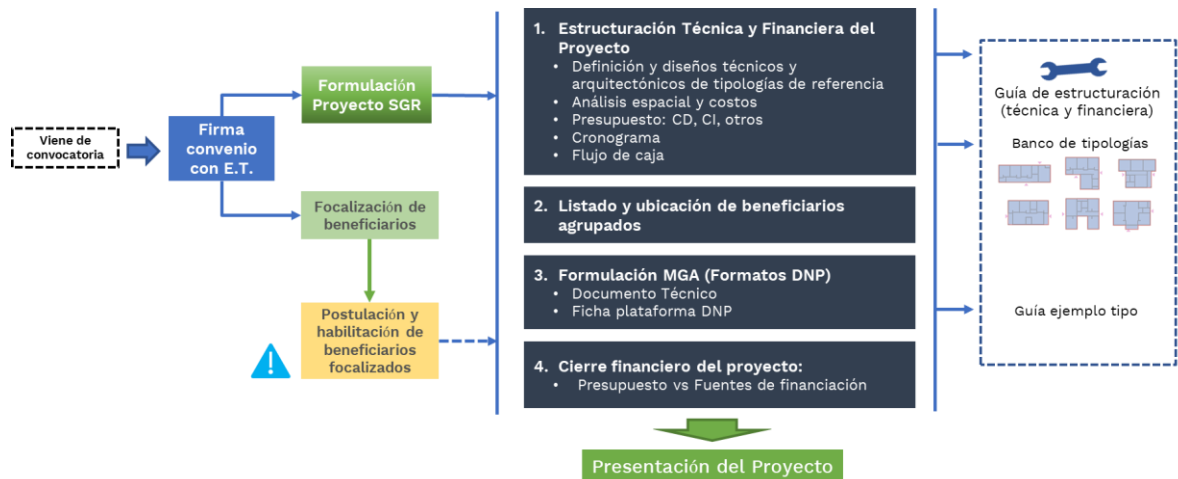 Viene de
convocatoria
Firma
convenio
con E.T.
Formulación
Proyecto SGR
Focalización de
beneficiarios
Postulación y
habilitación de
beneficiarios
focalizados
1. Estructuración Técnica y Financiera del
Proyecto
• Definición y diseños técnicos y
arquitectónicos de tipologías de referencia
• Análisis espacial y costos
• Presupuesto: CD, CI, otros
• Cronograma
• Flujo de caja
2. Listado y ubicación de beneficiarios
agrupados
3. Formulación MGA (Formatos DNP)
• Documento Técnico
• Ficha plataforma DNP
4. Cierre financiero del proyecto:
• Presupuesto vs Fuentes de financiación
Presentación del Proyecto
Guía de estructuración
(técnica y financiera)
Banco de tipologías
Guía ejemplo tipo